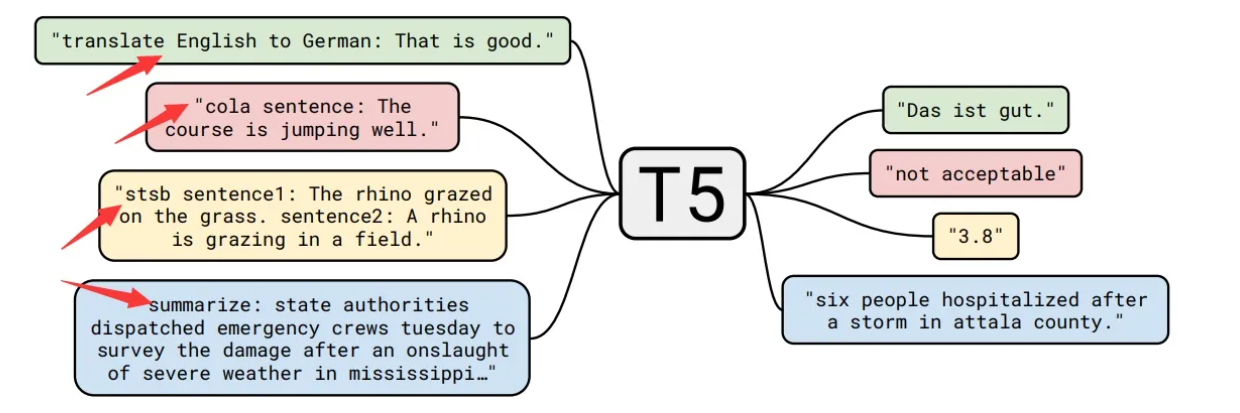 "translate English to German: That is good."
"cola sentence: The
course is jumping well."
"stsb sentence1: The rhino grazed
on the grass. sentence2: A rhino
is grazing in a field."
summarize: state authorities
dispatched emergency crews tuesday to
survey the damage after an onslaught
of severe weather in mississippi…"
T5
"Das ist gut."
"not acceptable"
"3.8"
"six people hospitalized after
a storm in attala county."